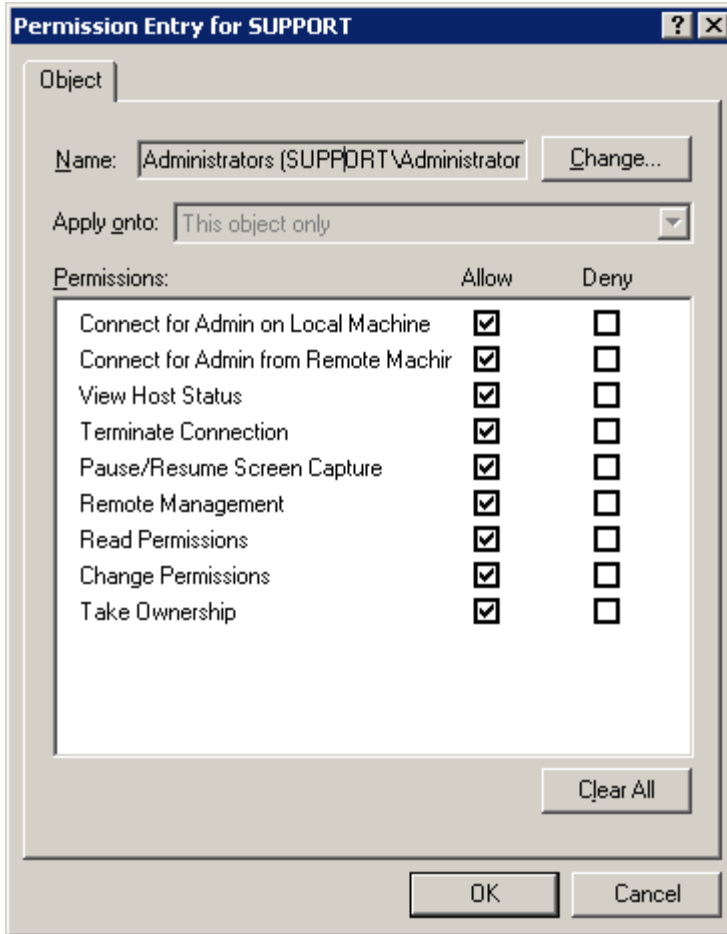 Permission Entry for SUPPORT
Object
Name: Administrators (SUPPORT\Administrator Change...
Apply onto: This object only
Permissions: Allow Deny
Connect for Admin on Local Machine
Connect for Admin from Remote Machin
View Host Status
Terminate Connection
Pause/Resume Screen Capture
Remote Management
Read Permissions
Change Permissions
Take Ownership
Clear All
OK Cancel